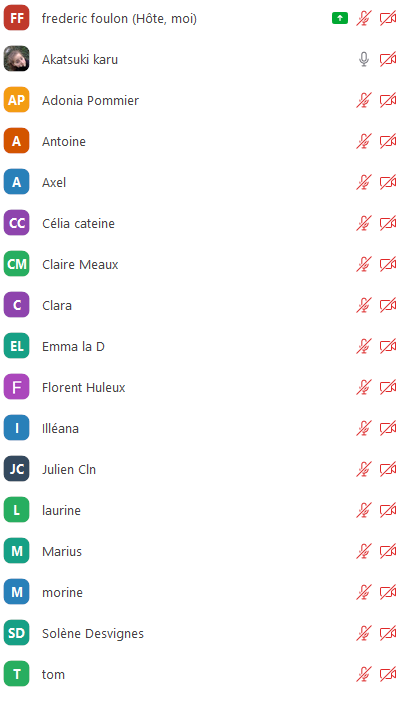 FF frederic foulon (Hôte, moi)
Akatsuki karu
AP Adonia Pommier
A Antoine
A Axel
CC Célia cateine
CM Claire Meaux
C Clara
EL Emma la D
F Florent Huleux
I Illéana
JC Julien Cln
L laurine
M Marius
M morine
SD Solène Desvignes
T tom